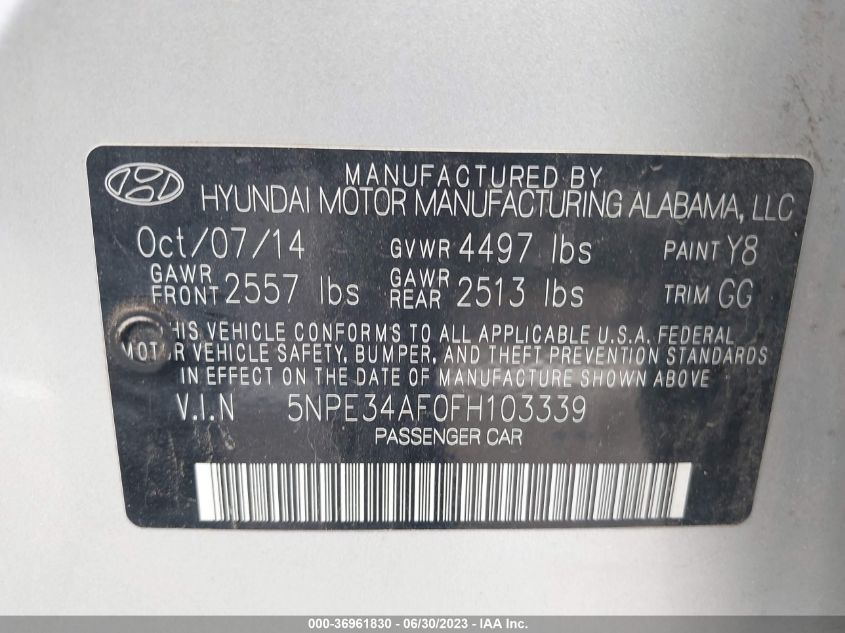 MANUFACTURED BY
HYUNDAI MOTOR MANUFACTURING ALABAMA, LLC
Oct/07/14 GVWR 4497 lbs PAINT Y8
GAWR FRONT 2557 lbs GAWR REAR 2513 lbs TRIM GG
THIS VEHICLE CONFORMS TO ALL APPLICABLE U.S.A. FEDERAL
MOTOR VEHICLE SAFETY, BUMPER, AND THEFT PREVENTION STANDARDS
IN EFFECT ON THE DATE OF MANUFACTURE SHOWN ABOVE
V.I.N 5NPE34AF0FH103339
PASSENGER CAR
000-36961830 - 06/30/2023 - IAA Inc.